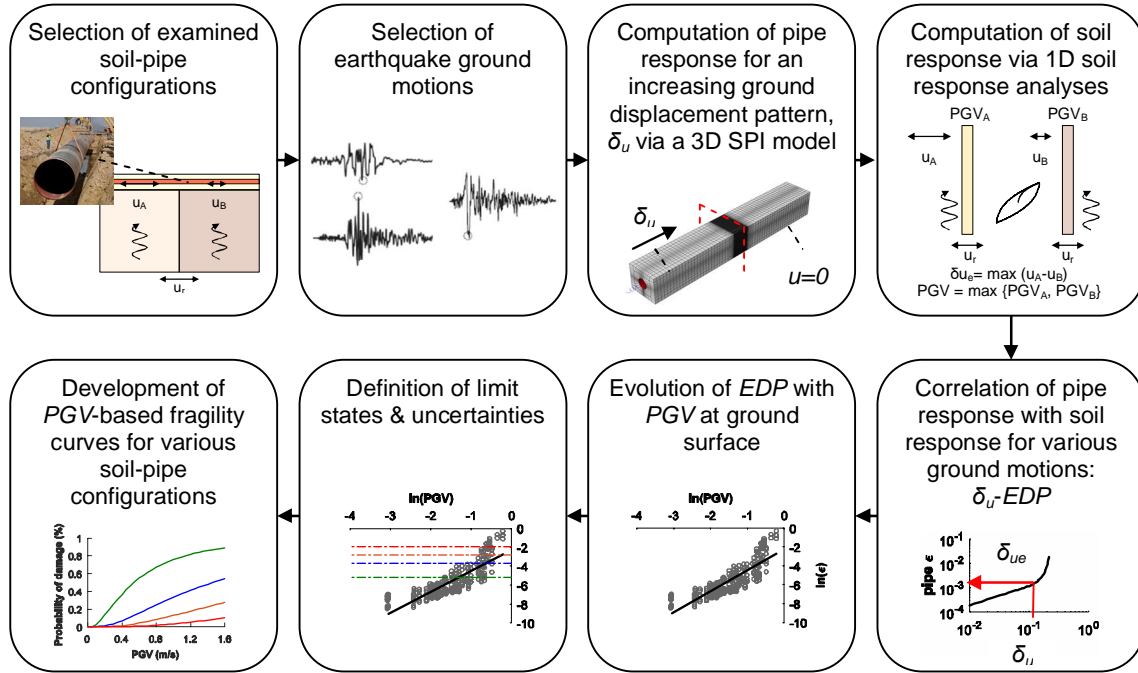 Selection of examined
soil-pipe
configurations
u_A
u_B
u_r
Selection of
earthquake ground
motions
Computation of pipe
response for an
increasing ground
displacement pattern,
δ_u via a 3D SPI model
δ_u
u=0
Computation of soil
response via 1D soil
response analyses
PGV_A
PGV_B
u_A
u_B
u_r
u_r
δu_e= max (u_A-u_B)
PGV = max {PGV_A, PGV_B}
Development of
PGV-based fragility
curves for various
soil-pipe
configurations
Probability of damage (%)
1
0.8
0.6
0.4
0.2
0
0 0.4 0.8 1.2 1.6
PGV (m/s)
Definition of limit
states & uncertainties
ln(PGV)
-4 -3 -2 -1 0
0
-2
-4
-6
-8
-10
ln(ϵ)
Evolution of EDP with
PGV at ground
surface
ln(PGV)
-4 -3 -2 -1 0
0
-2
-4
-6
-8
-10
ln(ϵ)
Correlation of pipe
response with soil
response for various
ground motions:
δ_u-EDP
pipe ϵ
10^-1
10^-2
10^-3
10^-4
δ_ue
10^-2 10^-1 10^0
δ_u